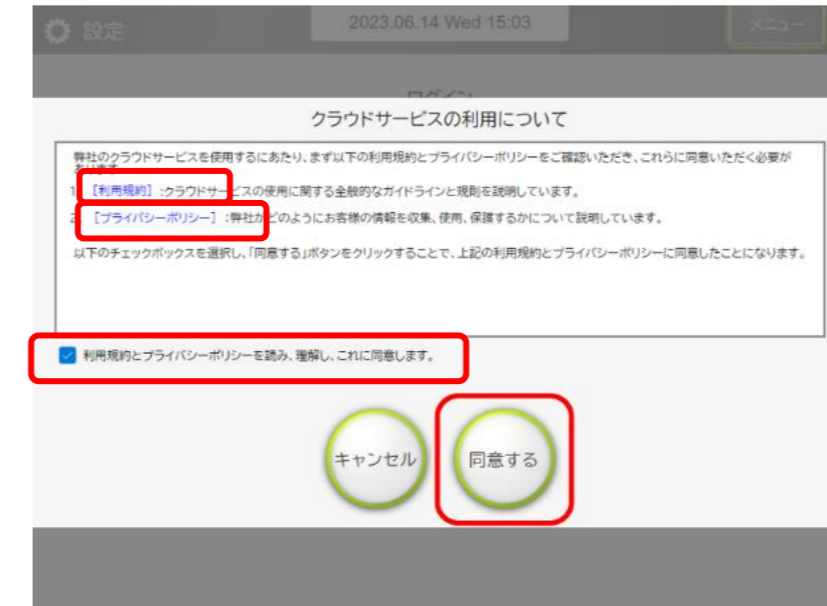 設定
2023.06.14 Wed 15:03
メニュー
ログイン
クラウドサービスの利用について
弊社のクラウドサービスを使用するにあたり、まず以下の利用規約とプライバシーポリシーをご確認いただき、これらに同意いただく必要が
あります
1. [利用規約] :クラウドサービスの使用に関する全般的なガイドラインと規則を説明しています。
2. [プライバシーポリシー] :弊社がどのようにお客様の情報を収集、使用、保護するかについて説明しています。
以下のチェックボックスを選択し、「同意する」ボタンをクリックすることで、上記の利用規約とプライバシーポリシーに同意したことになります。
利用規約とプライバシーポリシーを読み、理解し、これに同意します。
キャンセル
同意する